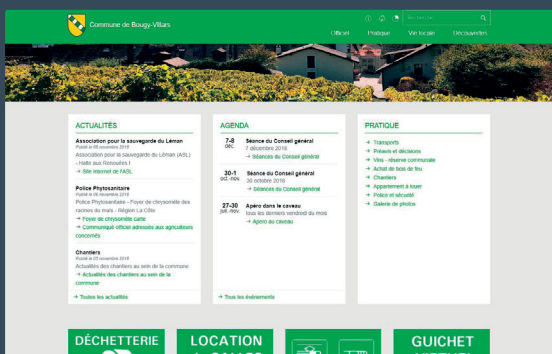 Commune de Bougy-Villars
Recherche
Officiel Pratique Vie locale Découvertes
ACTUALITÉS
Association pour la sauvegarde du Léman
Publié le 09 novembre 2018
Association pour la sauvegarde du Léman (ASL)
- Halte aux Renouées !
→ Site internet de l'ASL
Police Phytosanitaire
Publié le 05 novembre 2018
Police Phytosanitaire - Foyer de chrysomèle des
racines du maïs - Région La Côte
→ Foyer de chrysomèle carte
→ Communiqué officiel adressés aux agriculteurs
concernés
Chantiers
Publié le 03 novembre 2018
Actualités des chantiers au sein de la commune
→ Actualités des chantiers au sein de la
commune
→ Toutes les actualités
AGENDA
7-8
déc.
Séance du Conseil général
7 décembre 2018
→ Séances du Conseil général
30-1
oct.-nov.
Séance du Conseil général
30 octobre 2018
→ Séances du Conseil général
27-30
juil.-nov.
Apéro dans le caveau
tous les derniers vendredi du mois
→ Apéro au caveau
→ Tous les événements
PRATIQUE
→ Transports
→ Préavis et décisions
→ Vins - réserve communale
→ Achat de bois de feu
→ Chantiers
→ Appartement à louer
→ Police et sécurité
→ Galerie de photos
DÉCHETTERIE
LOCATION
GUICHET